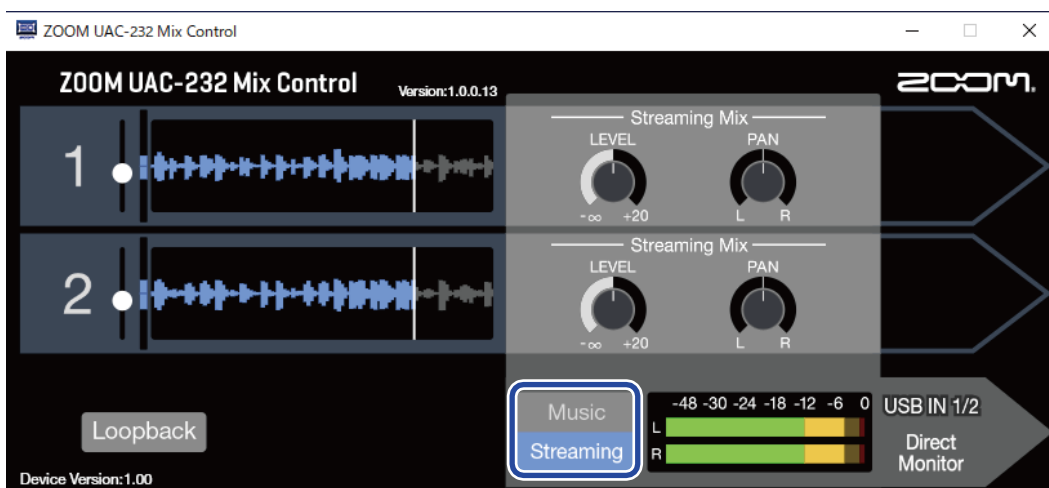 ZOOM UAC-232 Mix Control
ZOOM UAC-232 Mix Control Version:1.0.0.13
zoom.
1
Streaming Mix
LEVEL PAN
-∞ +20 L R
2
Streaming Mix
LEVEL PAN
-∞ +20 L R
Loopback
Music
Streaming
-48 -30 -24 -18 -12 -6 0
L
R
USB IN 1/2
Direct
Monitor
Device Version:1.00